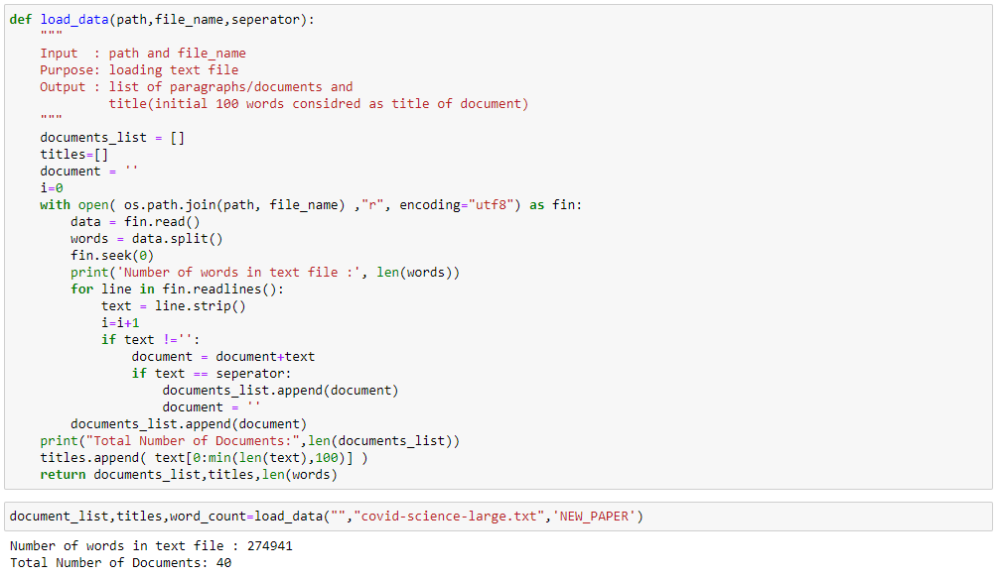 def load_data(path,file_name,seperator):
    """
    Input  : path and file_name
    Purpose: loading text file
    Output : list of paragraphs/documents and
             title(initial 100 words considred as title of document)
    """
    documents_list = []
    titles=[]
    document = ''
    i=0
    with open( os.path.join(path, file_name) ,"r", encoding="utf8") as fin:
        data = fin.read()
        words = data.split()
        fin.seek(0)
        print('Number of words in text file :', len(words))
        for line in fin.readlines():
            text = line.strip()
            i=i+1
            if text !='':
                document = document+text
                if text == seperator:
                    documents_list.append(document)
                    document = ''
        documents_list.append(document)
    print("Total Number of Documents:",len(documents_list))
    titles.append( text[0:min(len(text),100)] )
    return documents_list,titles,len(words)
document_list,titles,word_count=load_data("","covid-science-large.txt",'NEW_PAPER')
Number of words in text file : 274941
Total Number of Documents: 40